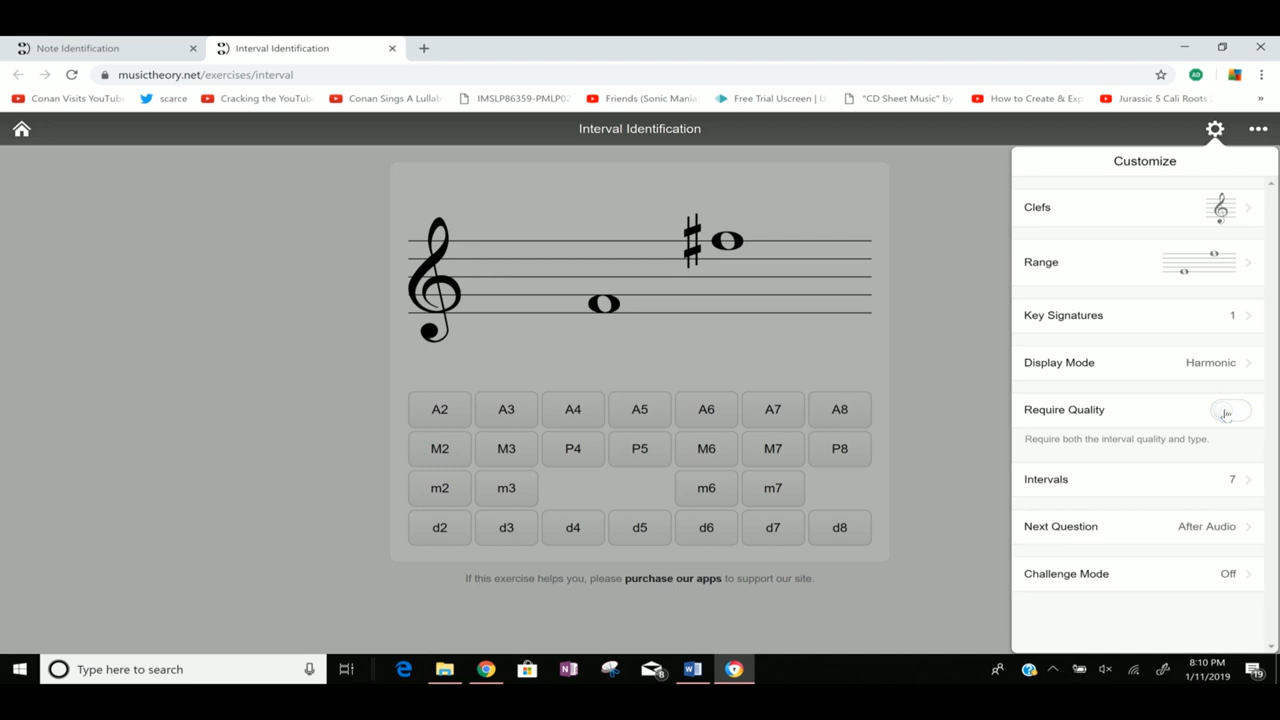 Note Identification
Interval Identification
musictheory.net/exercises/interval
Conan Visits YouTub
scarce
Cracking the YouTub
Conan Sings A Lullab
IMSLP86359-PMLP02
Friends (Sonic Mania
Free Trial Uscreen | U
"CD Sheet Music" by
How to Create & Exp
Jurassic 5 Cali Roots
Interval Identification
Customize
Clefs
Range
Key Signatures 1
Display Mode Harmonic
Require Quality
Require both the interval quality and type.
Intervals 7
Next Question After Audio
Challenge Mode Off
A2 A3 A4 A5 A6 A7 A8
M2 M3 P4 P5 M6 M7 P8
m2 m3 m6 m7
d2 d3 d4 d5 d6 d7 d8
If this exercise helps you, please purchase our apps to support our site.
Type here to search
8
8:10 PM
1/11/2019
19